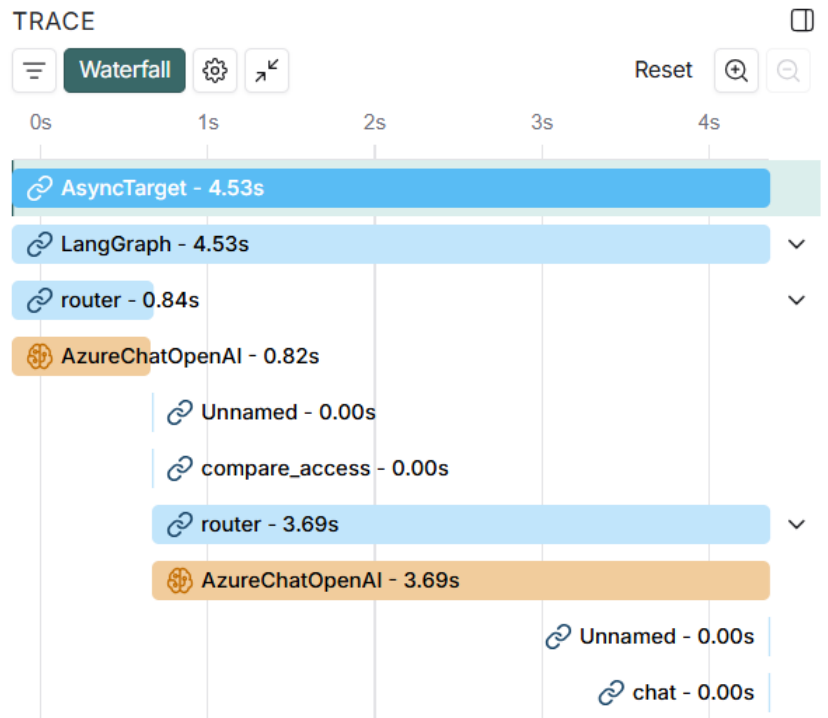 TRACE
Waterfall Reset
0s 1s 2s 3s 4s
AsyncTarget - 4.53s
LangGraph - 4.53s
router - 0.84s
AzureChatOpenAI - 0.82s
Unnamed - 0.00s
compare_access - 0.00s
router - 3.69s
AzureChatOpenAI - 3.69s
Unnamed - 0.00s
chat - 0.00s